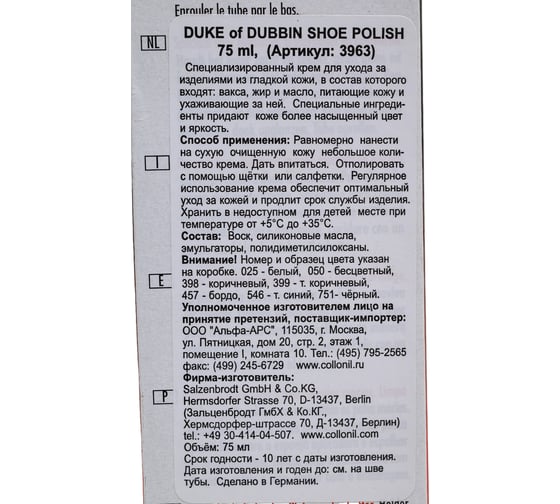 Enrouler le tube par le bas.
NL
I
E
P
DUKE of DUBBIN SHOE POLISH
75 ml, (Артикул: 3963)
Специализированный крем для ухода за
изделиями из гладкой кожи, в состав которого
входят: вакса, жир и масло, питающие кожу и
ухаживающие за ней. Специальные ингреди-
енты придают коже более насыщенный цвет
и яркость.
Способ применения: Равномерно нанести
на сухую очищенную кожу небольшое коли-
чество крема. Дать впитаться. Отполировать
с помощью щётки или салфетки. Регулярное
использование крема обеспечит оптимальный
уход за кожей и продлит срок службы изделия.
Хранить в недоступном для детей месте при
температуре от +5°C до +35°C.
Состав: Воск, силиконовые масла,
эмульгаторы, полидиметилсилоксаны.
Внимание! Номер и образец цвета указан
на коробке. 025 - белый, 050 - бесцветный,
398 - коричневый, 399 - т. коричневый,
457 - бордо, 546 - т. синий, 751- чёрный.
Уполномоченное изготовителем лицо на
принятие претензий, поставщик-импортер:
ООО "Альфа-АРС", 115035, г. Москва,
ул. Пятницкая, дом 20, стр. 2, этаж 1,
помещение I, комната 10. Тел.: (495) 795-2565
факс: (499) 245-6729 www.collonil.ru
Фирма-изготовитель:
Salzenbrodt GmbH & Co.KG,
Hermsdorfer Strasse 70, D-13437, Berlin
(Зальценбродт ГмбХ & Ко.КГ.,
Хермсдорфер-штрассе 70, Д-13437, Берлин)
tel.: +49 30-414-04-507. www.collonil.com
Объём: 75 мл
Срок годности - 10 лет с даты изготовления.
Дата изготовления и годен до: см. на шве
тубы. Сделано в Германии.